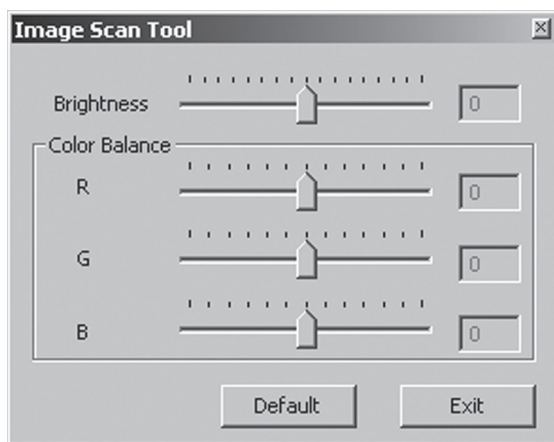 Image Scan Tool
Brightness 0
Color Balance
R 0
G 0
B 0
Default Exit